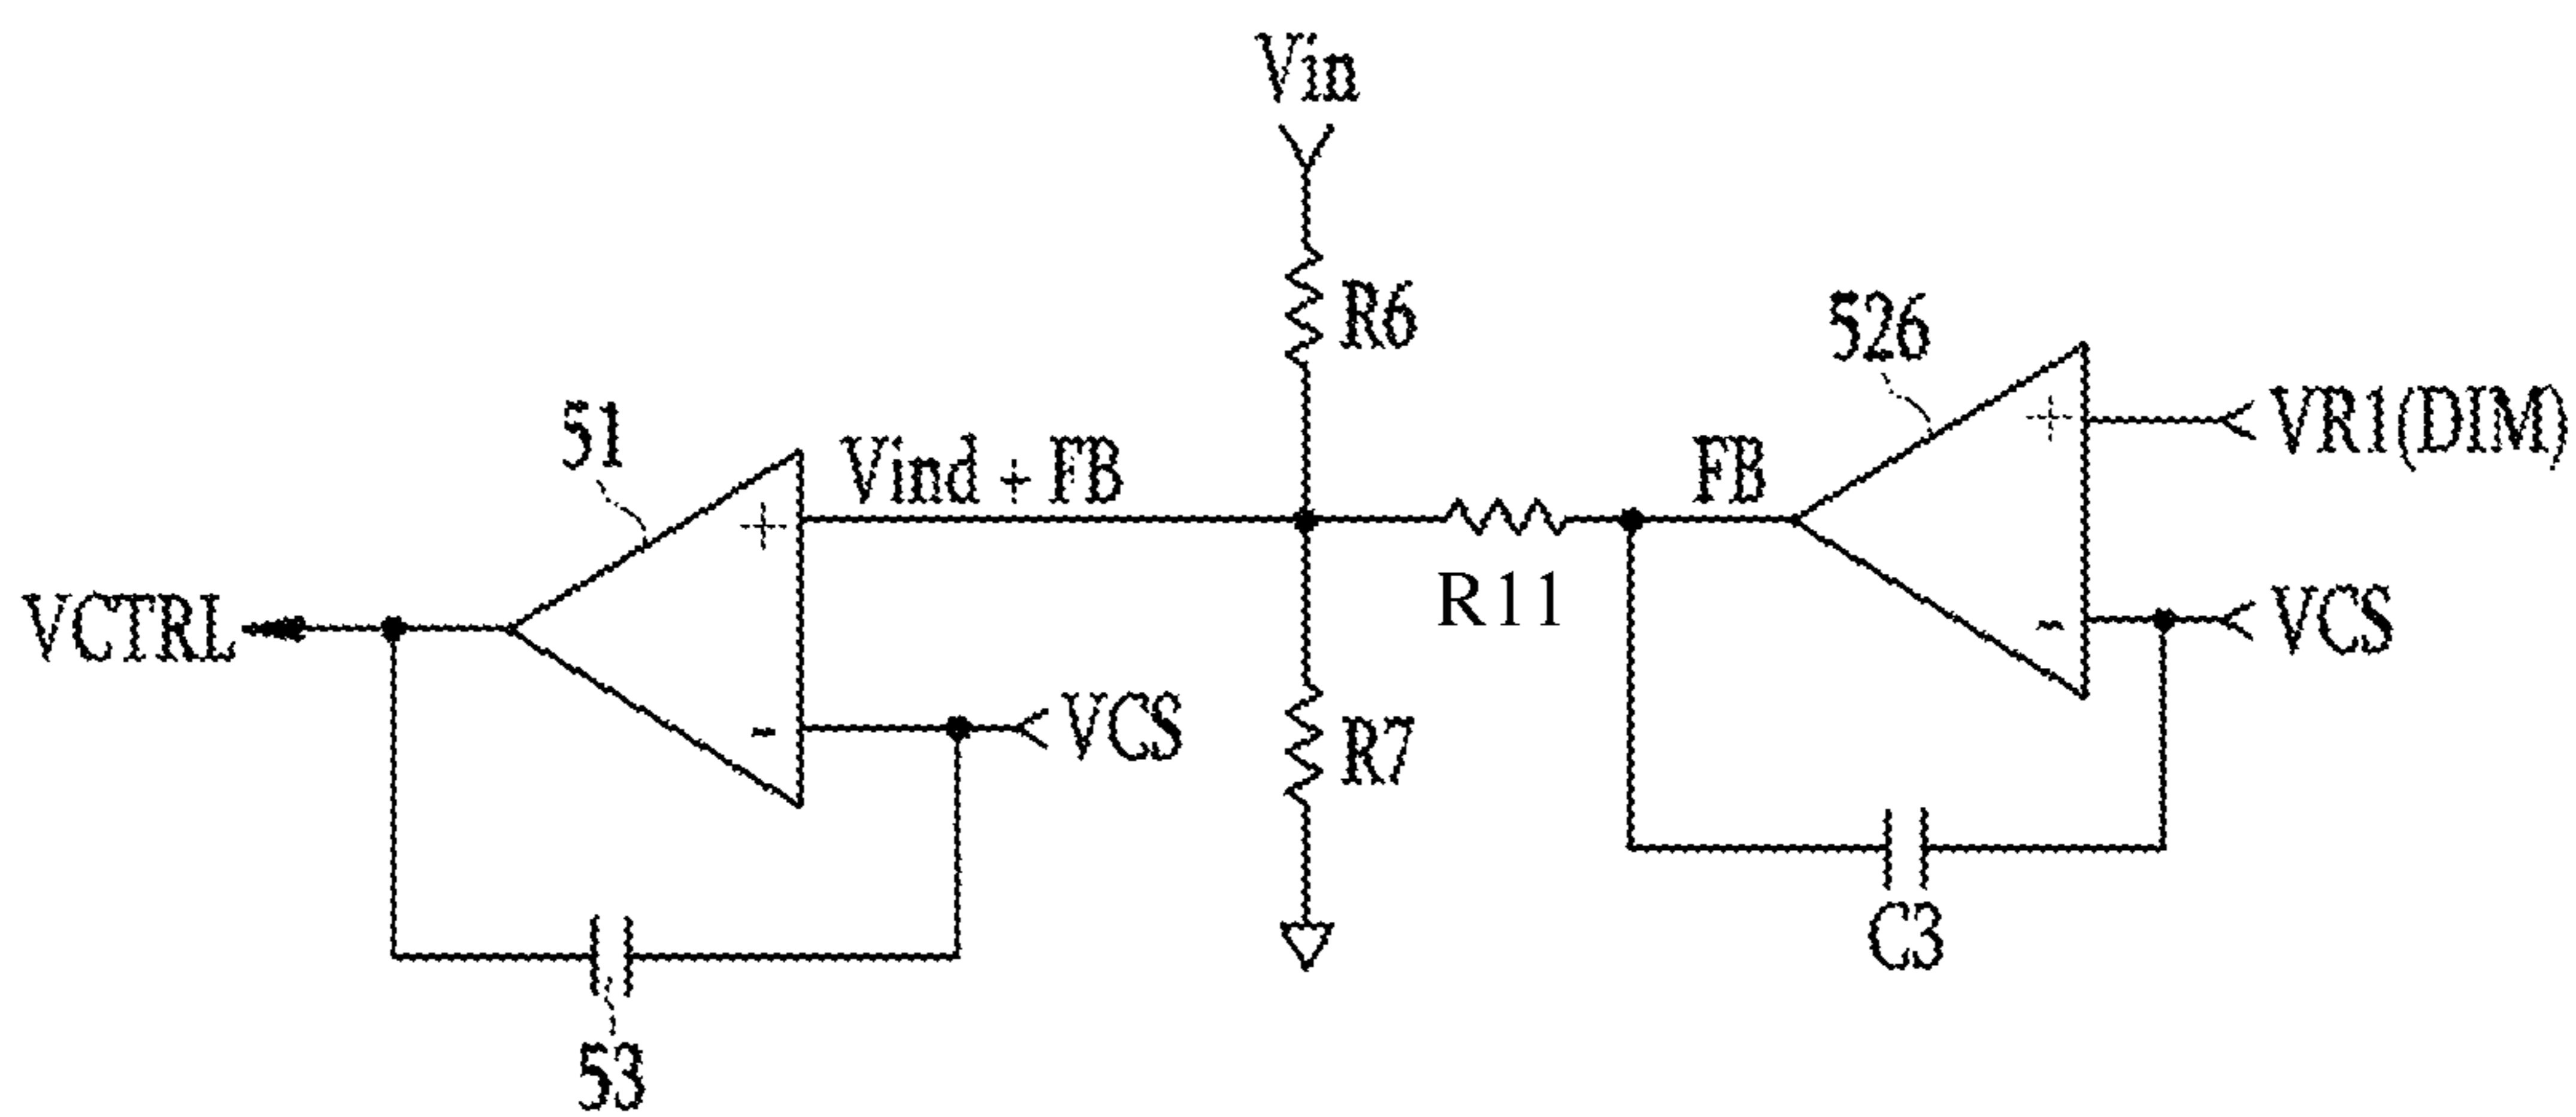 Vin
R6
526
51
Vind + FB
FB
+
VR1(DIM)
+
R11
VCTRL
-
VCS
-
VCS
R7
C3
53